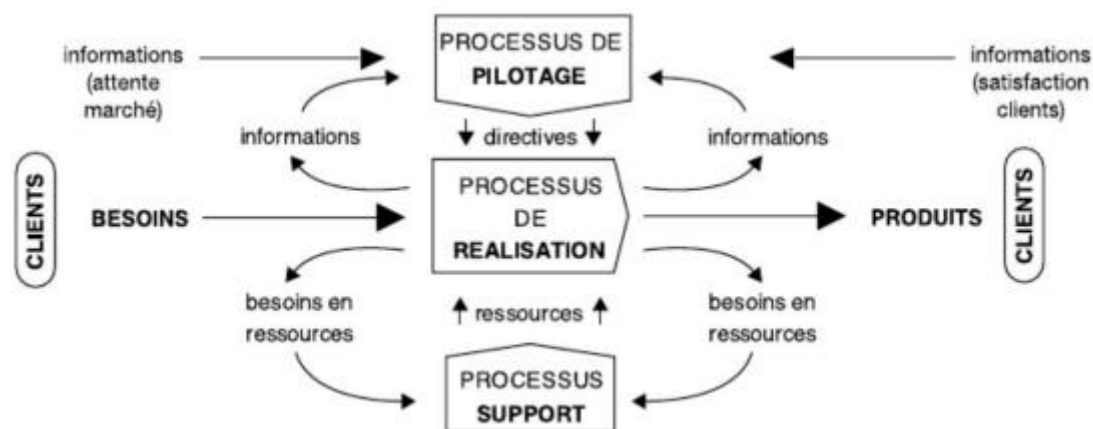 PROCESSUS DE
PILOTAGE
informations
(attente
marché)
informations
(satisfaction
clients)
informations
directives
informations
CLIENTS
BESOINS
PROCESSUS
DE
REALISATION
PRODUITS
CLIENTS
besoins en
ressources
ressources
besoins en
ressources
PROCESSUS
SUPPORT